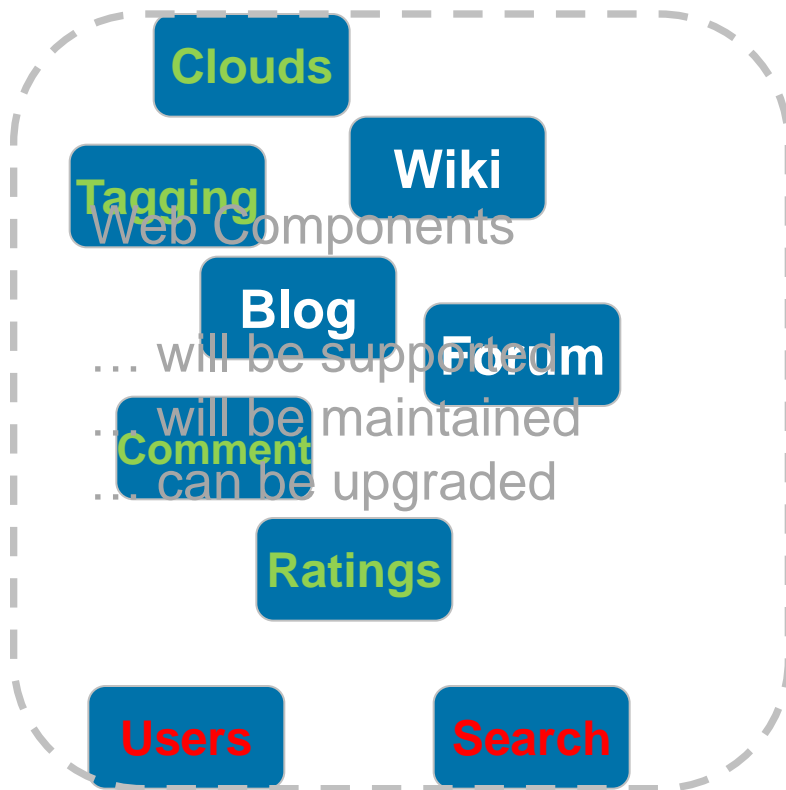 Clouds
Wiki
Tagging
Web Components
Blog
… will be supported
Forum
… will be maintained
Comment
… can be upgraded
Ratings
Users
Search